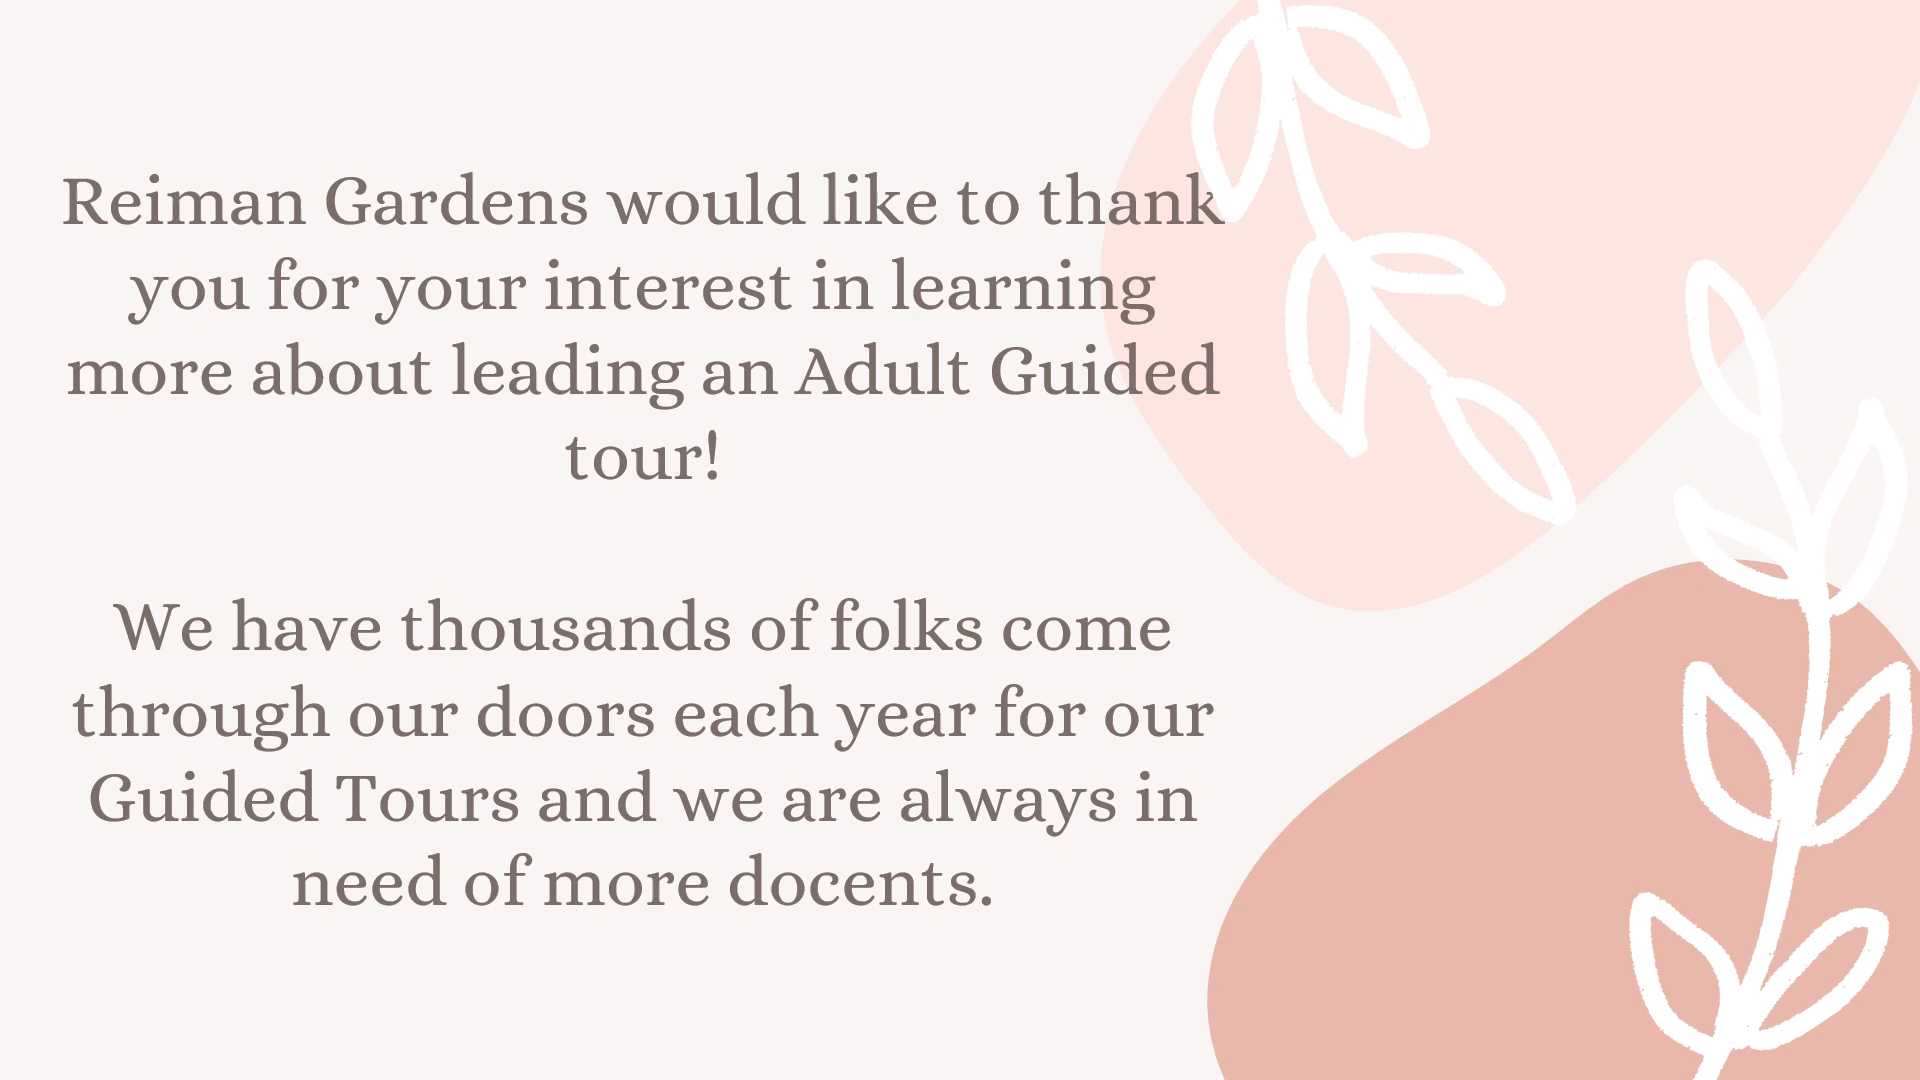 Reiman Gardens would like to thank
you for your interest in learning
more about leading an Adult Guided
tour!
We have thousands of folks come
through our doors each year for our
Guided Tours and we are always in
need of more docents.